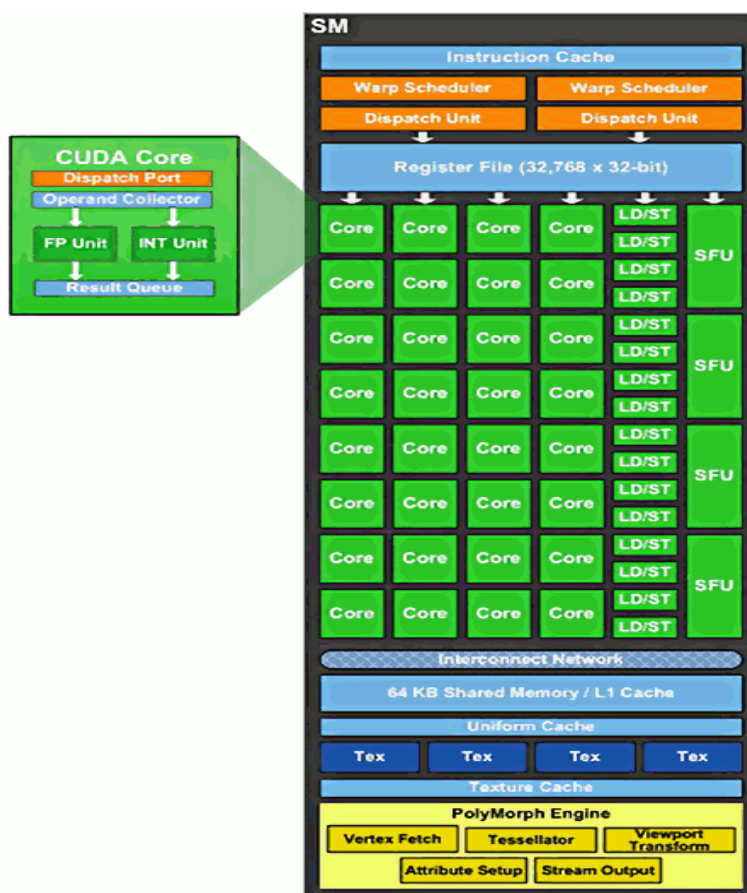 SM
Instruction Cache
Warp Scheduler Warp Scheduler
Dispatch Unit Dispatch Unit
Register File (32,768 x 32-bit)
CUDA Core
Dispatch Port
Operand Collector
FP Unit INT Unit
Result Queue
Core Core Core Core LD/ST
LD/ST
SFU
Core Core Core Core LD/ST
LD/ST
Core Core Core Core LD/ST
LD/ST
SFU
Core Core Core Core LD/ST
LD/ST
Core Core Core Core LD/ST
LD/ST
SFU
Core Core Core Core LD/ST
LD/ST
Core Core Core Core LD/ST
LD/ST
SFU
Core Core Core Core LD/ST
LD/ST
Interconnect Network
64 KB Shared Memory / L1 Cache
Uniform Cache
Tex Tex Tex Tex
Texture Cache
PolyMorph Engine
Vertex Fetch Tessellator Viewport
Transform
Attribute Setup Stream Output